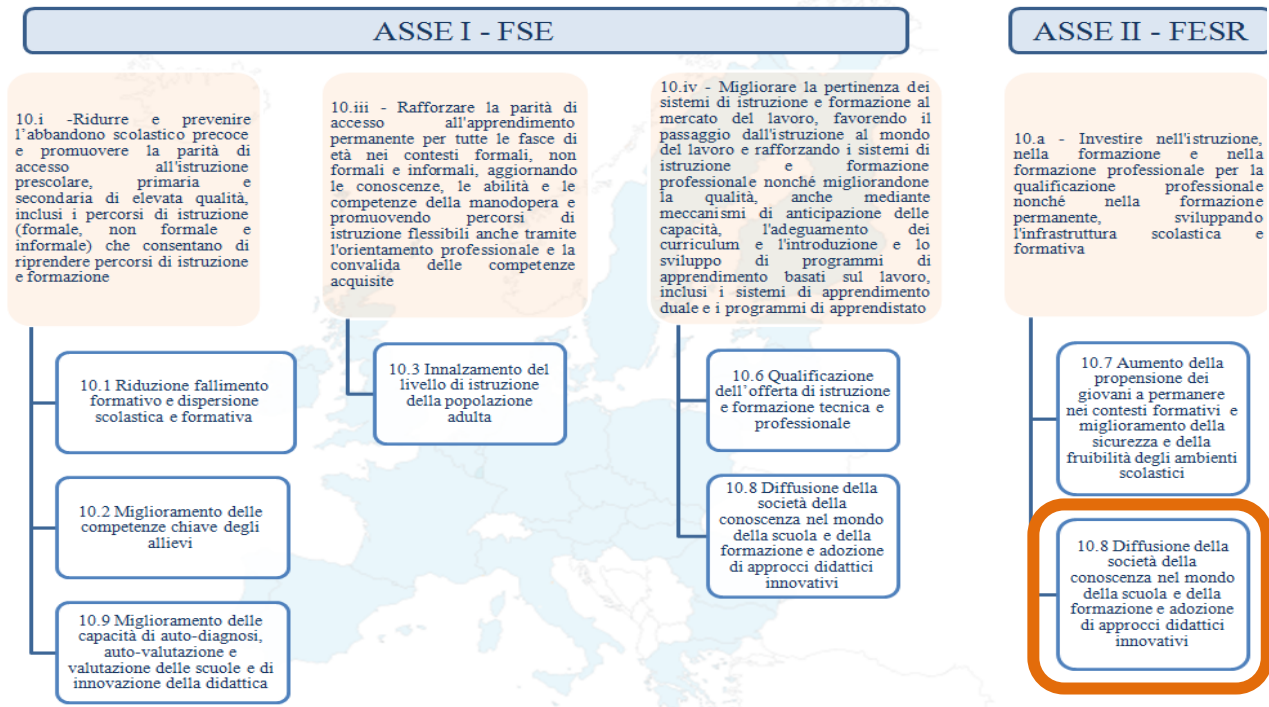 ASSE I - FSE
10.i -Ridurre e prevenire
l'abbandono scolastico precoce
e promuovere la parità di
accesso all'istruzione
prescolare, primaria e
secondaria di elevata qualità,
inclusi i percorsi di istruzione
(formale, non formale e
informale) che consentano di
riprendere percorsi di istruzione
e formazione
10.1 Riduzione fallimento
formativo e dispersione
scolastica e formativa
10.2 Miglioramento delle
competenze chiave degli
allievi
10.9 Miglioramento delle
capacità di auto-diagnosi,
auto-valutazione e
valutazione delle scuole e di
innovazione della didattica
10.iii - Rafforzare la parità di
accesso all'apprendimento
permanente per tutte le fasce di
età nei contesti formali, non
formali e informali, aggiornando
le conoscenze, le abilità e le
competenze della manodopera e
promuovendo percorsi di
istruzione flessibili anche tramite
l'orientamento professionale e la
convalida delle competenze
acquisite
10.3 Innalzamento del
livello di istruzione
della popolazione
adulta
10.iv - Migliorare la pertinenza dei
sistemi di istruzione e formazione al
mercato del lavoro, favorendo il
passaggio dall'istruzione al mondo
del lavoro e rafforzando i sistemi di
istruzione e formazione
professionale nonché migliorandone
la qualità, anche mediante
meccanismi di anticipazione delle
capacità, l'adeguamento dei
curriculum e l'introduzione e lo
sviluppo di programmi di
apprendimento basati sul lavoro,
inclusi i sistemi di apprendimento
duale e i programmi di apprendistato
10.6 Qualificazione
dell'offerta di istruzione
e formazione tecnica e
professionale
10.8 Diffusione della
società della
conoscenza nel mondo
della scuola e della
formazione e adozione
di approcci didattici
innovativi
ASSE II - FESR
10.a - Investire nell'istruzione,
nella formazione e nella
formazione professionale per la
qualificazione professionale
nonché nella formazione
permanente, sviluppando
l'infrastruttura scolastica e
formativa
10.7 Aumento della
propensione dei
giovani a permanere
nei contesti formativi e
miglioramento della
sicurezza e della
fruibilità degli ambienti
scolastici
10.8 Diffusione della
società della
conoscenza nel mondo
della scuola e della
formazione e adozione
di approcci didattici
innovativi